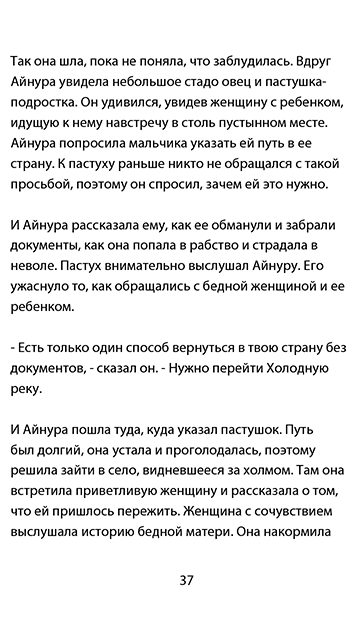 Так она шла, пока не поняла, что заблудилась. Вдруг
Айнура увидела небольшое стадо овец и пастушка-
подростка. Он удивился, увидев женщину с ребенком,
идущую к нему навстречу в столь пустынном месте.
Айнура попросила мальчика указать ей путь в ее
страну. К пастуху раньше никто не обращался с такой
просьбой, поэтому он спросил, зачем ей это нужно.
И Айнура рассказала ему, как ее обманули и забрали
документы, как она попала в рабство и страдала в
неволе. Пастух внимательно выслушал Айнуру. Его
ужаснуло то, как обращались с бедной женщиной и ее
ребенком.
- Есть только один способ вернуться в твою страну без
документов, - сказал он. - Нужно перейти Холодную
реку.
И Айнура пошла туда, куда указал пастушок. Путь
был долгий, она устала и проголодалась, поэтому
решила зайти в село, видневшееся за холмом. Там она
встретила приветливую женщину и рассказала о том,
что ей пришлось пережить. Женщина с сочувствием
выслушала историю бедной матери. Она накормила
37